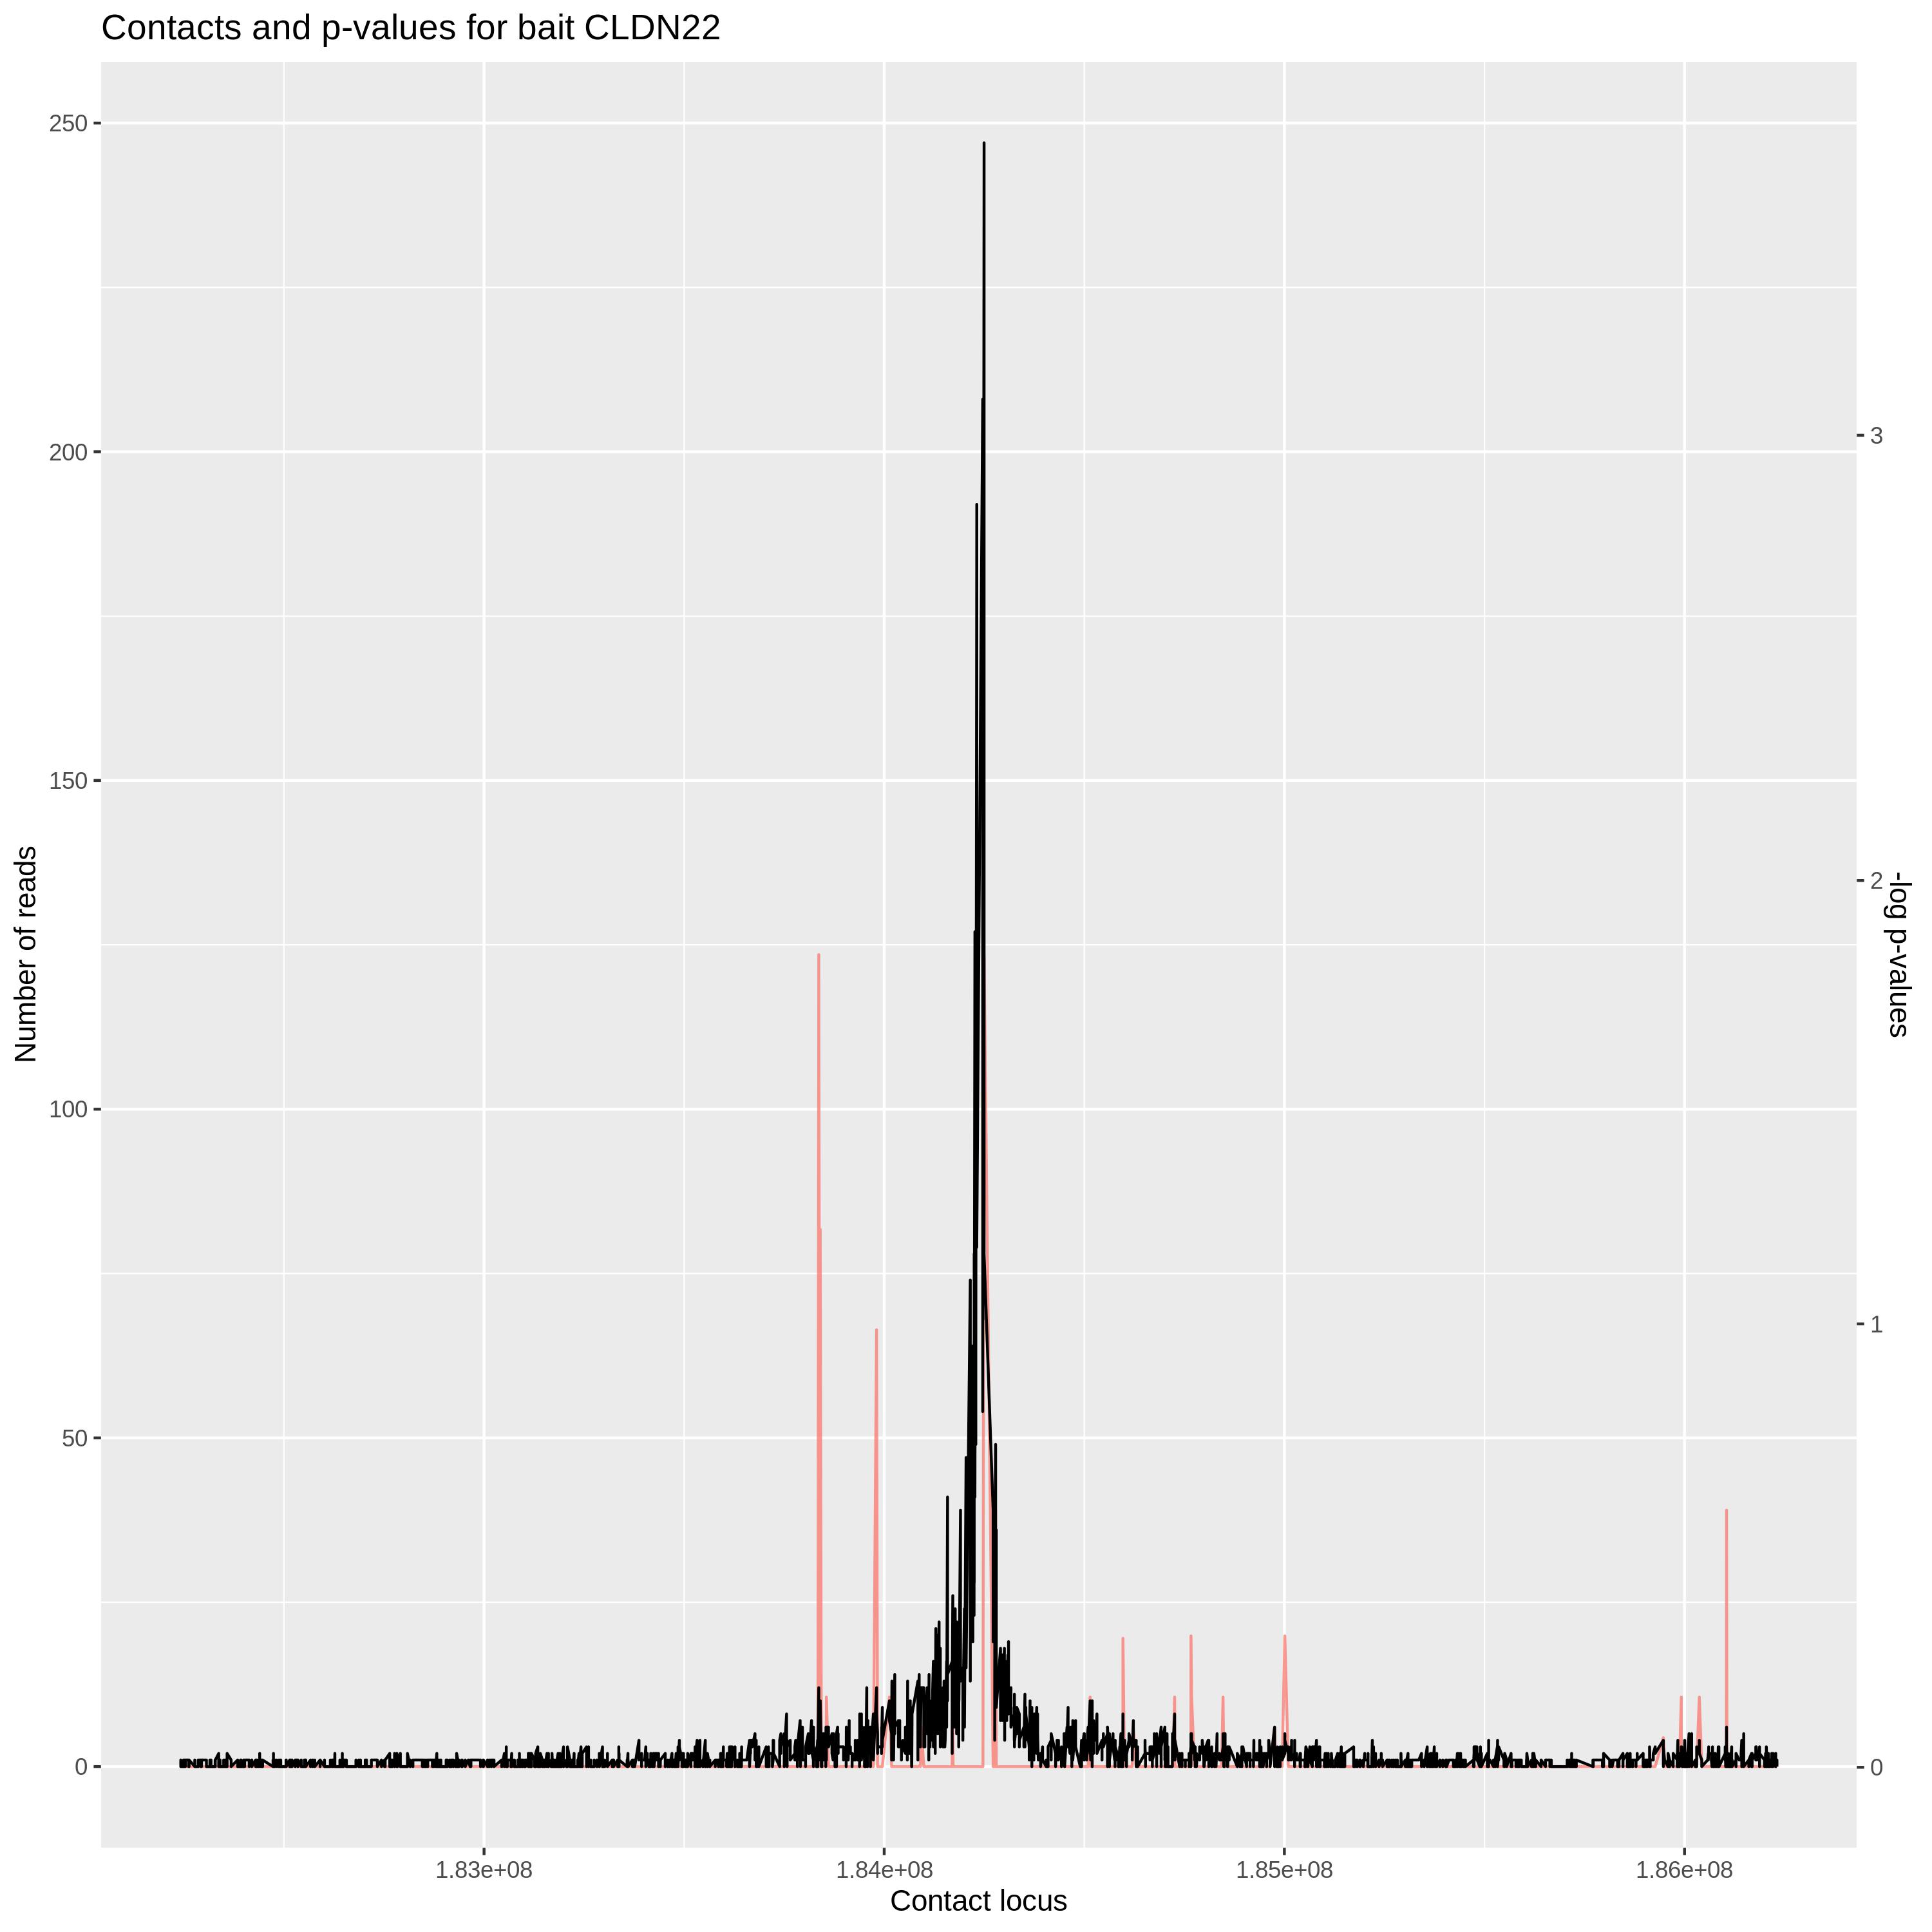 Contacts and p-values for bait CLDN22
250
200
150
100
50
0
Number of reads
3
2
1
0
-log p-values
1.83e+08
1.84e+08
1.85e+08
1.86e+08
Contact locus